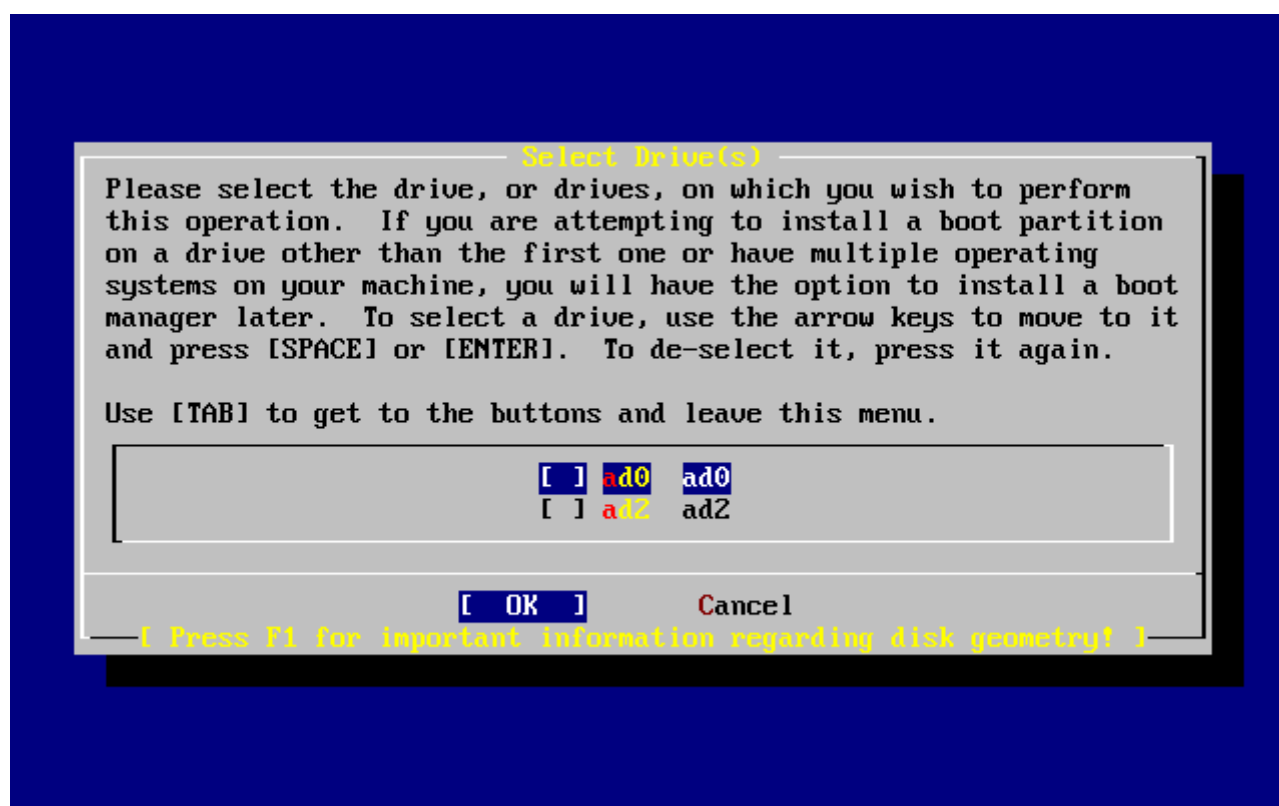 Select Drive(s)
Please select the drive, or drives, on which you wish to perform
this operation.  If you are attempting to install a boot partition
on a drive other than the first one or have multiple operating
systems on your machine, you will have the option to install a boot
manager later.  To select a drive, use the arrow keys to move to it
and press [SPACE] or [ENTER].  To de-select it, press it again.
Use [TAB] to get to the buttons and leave this menu.
[ ] ad0  ad0
[ ] ad2  ad2
[  OK  ]       Cancel
[ Press F1 for important information regarding disk geometry! ]